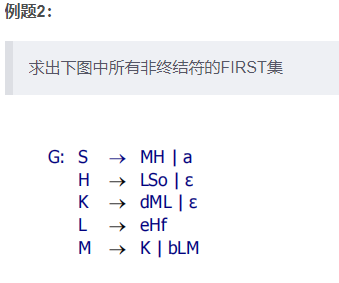 例题2：
求出下图中所有非终结符的FIRST集
G: S → MH | a
H → LSo | ε
K → dML | ε
L → eHf
M → K | bLM